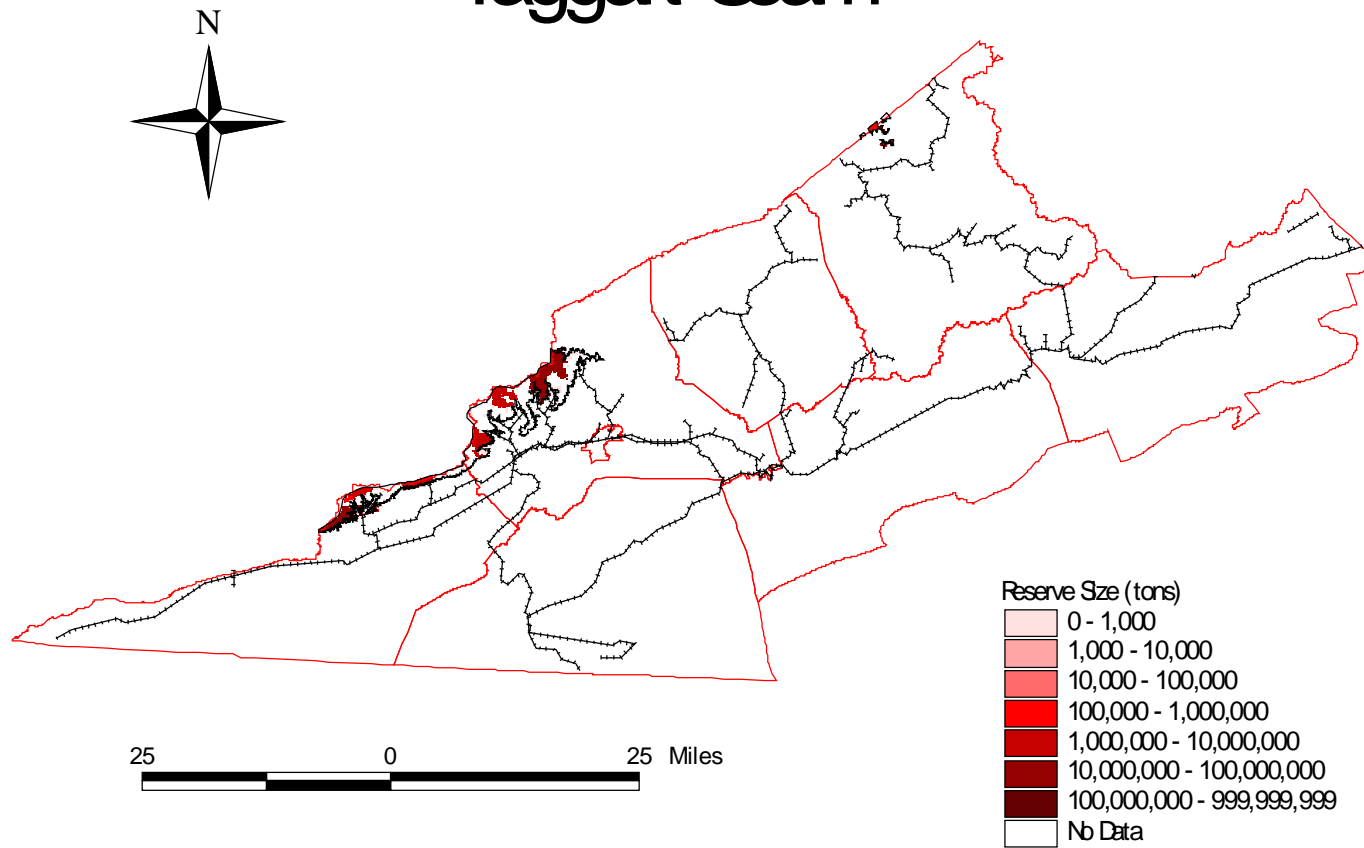 Taggart Seam
N
Reserve Size (tons)
0 - 1,000
1,000 - 10,000
10,000 - 100,000
100,000 - 1,000,000
1,000,000 - 10,000,000
10,000,000 - 100,000,000
100,000,000 - 999,999,999
No Data
25 0 25 Miles